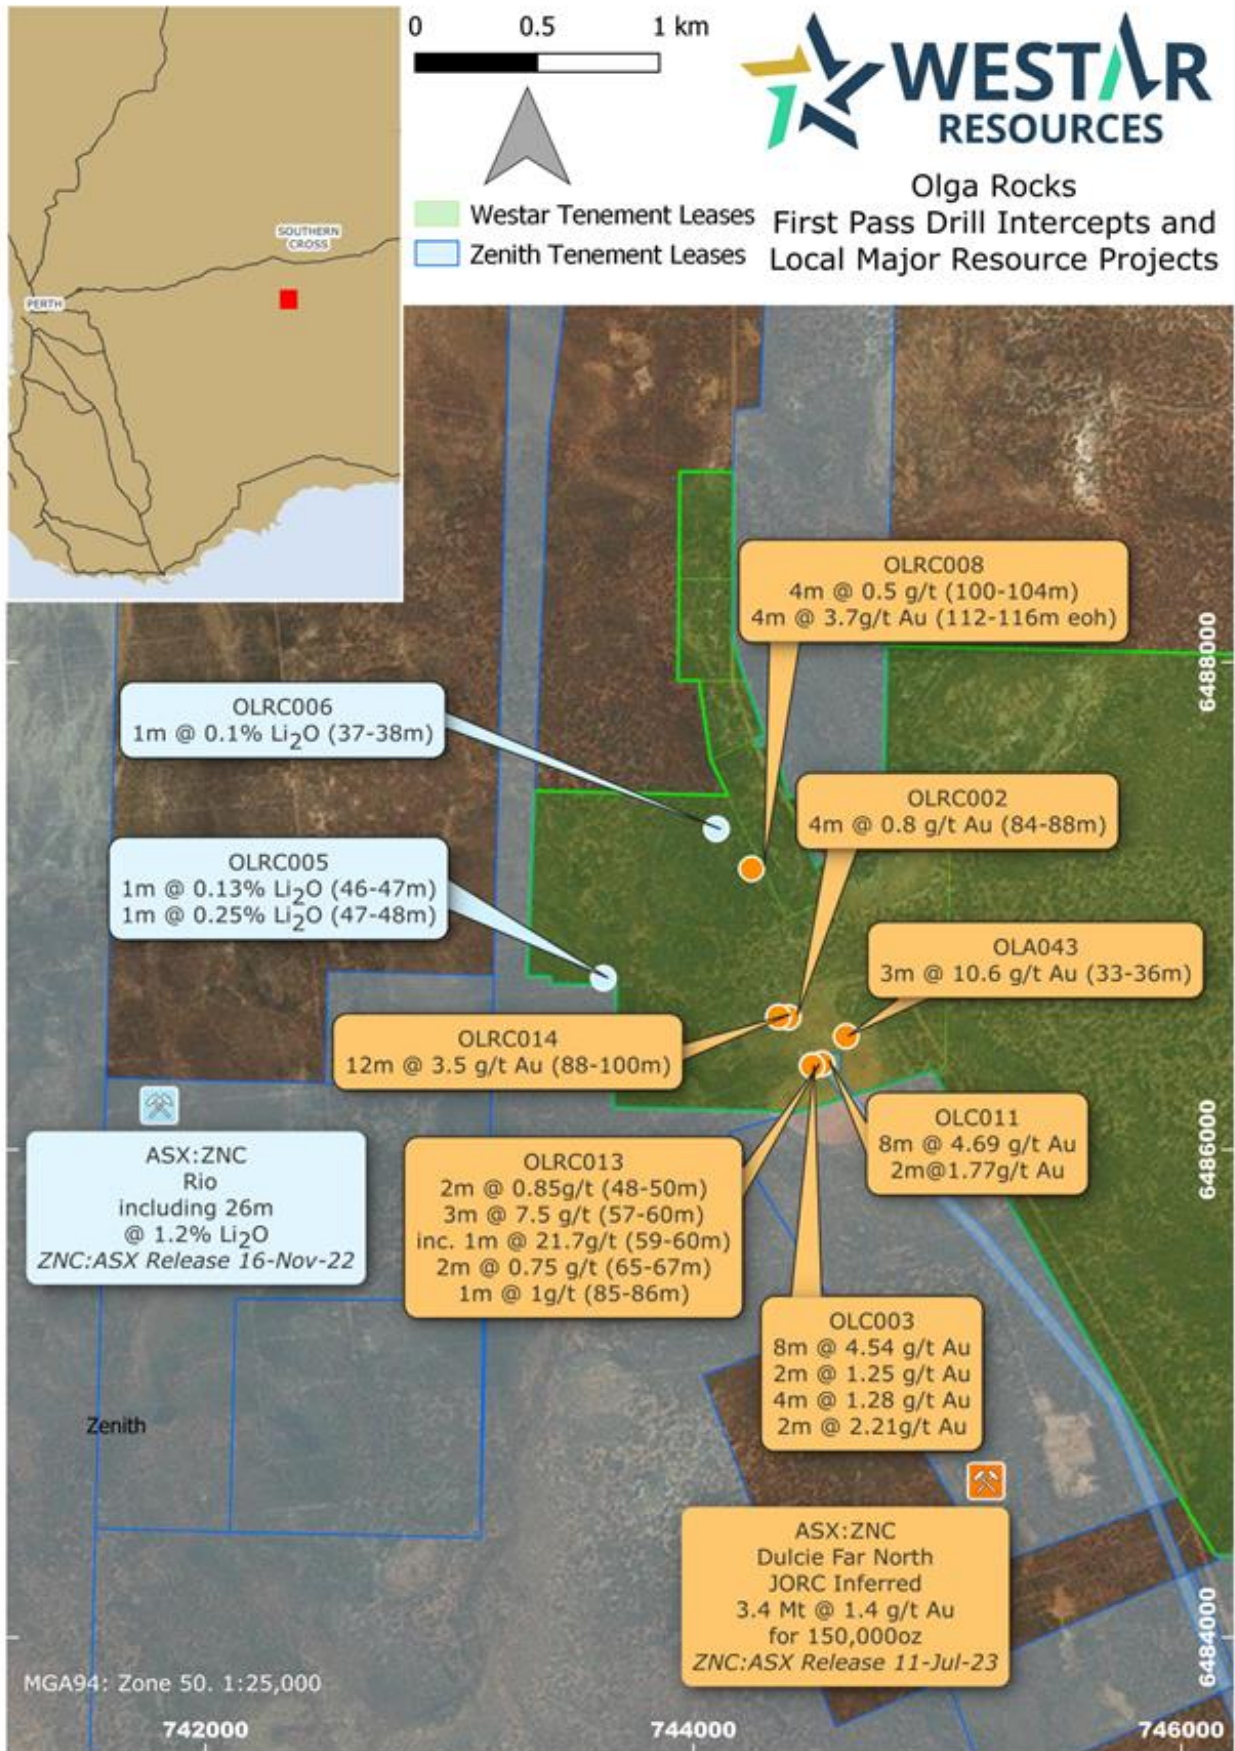 0 0.5 1 km
WESTAR
RESOURCES
Olga Rocks
First Pass Drill Intercepts and
Local Major Resource Projects
Westar Tenement Leases
Zenith Tenement Leases
SOUTHERN
CROSS
PERTH
OLRC008
4m @ 0.5 g/t (100-104m)
4m @ 3.7g/t Au (112-116m eoh)
6488000
OLRC006
1m @ 0.1% Li2O (37-38m)
OLRC002
4m @ 0.8 g/t Au (84-88m)
OLRC005
1m @ 0.13% Li2O (46-47m)
1m @ 0.25% Li2O (47-48m)
OLA043
3m @ 10.6 g/t Au (33-36m)
OLRC014
12m @ 3.5 g/t Au (88-100m)
OLC011
8m @ 4.69 g/t Au
2m@1.77g/t Au
6486000
ASX:ZNC
Rio
including 26m
@ 1.2% Li2O
ZNC:ASX Release 16-Nov-22
OLRC013
2m @ 0.85g/t (48-50m)
3m @ 7.5 g/t (57-60m)
inc. 1m @ 21.7g/t (59-60m)
2m @ 0.75 g/t (65-67m)
1m @ 1g/t (85-86m)
OLC003
8m @ 4.54 g/t Au
2m @ 1.25 g/t Au
4m @ 1.28 g/t Au
2m @ 2.21g/t Au
Zenith
ASX:ZNC
Dulcie Far North
JORC Inferred
3.4 Mt @ 1.4 g/t Au
for 150,000oz
ZNC:ASX Release 11-Jul-23
6484000
MGA94: Zone 50. 1:25,000
742000 744000 746000